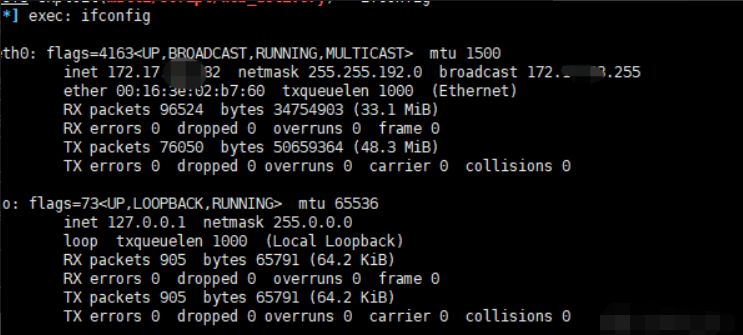 *] exec: ifconfig
eth0: flags=4163<UP,BROADCAST,RUNNING,MULTICAST> mtu 1500
inet 172.17 82 netmask 255.255.192.0 broadcast 172. .255
ether 00:16:3e:02:b7:60 txqueuelen 1000 (Ethernet)
RX packets 96524 bytes 34754903 (33.1 MiB)
RX errors 0 dropped 0 overruns 0 frame 0
TX packets 76050 bytes 50659364 (48.3 MiB)
TX errors 0 dropped 0 overruns 0 carrier 0 collisions 0
o: flags=73<UP,LOOPBACK,RUNNING> mtu 65536
inet 127.0.0.1 netmask 255.0.0.0
loop txqueuelen 1000 (Local Loopback)
RX packets 905 bytes 65791 (64.2 KiB)
RX errors 0 dropped 0 overruns 0 frame 0
TX packets 905 bytes 65791 (64.2 KiB)
TX errors 0 dropped 0 overruns 0 carrier 0 collisions 0